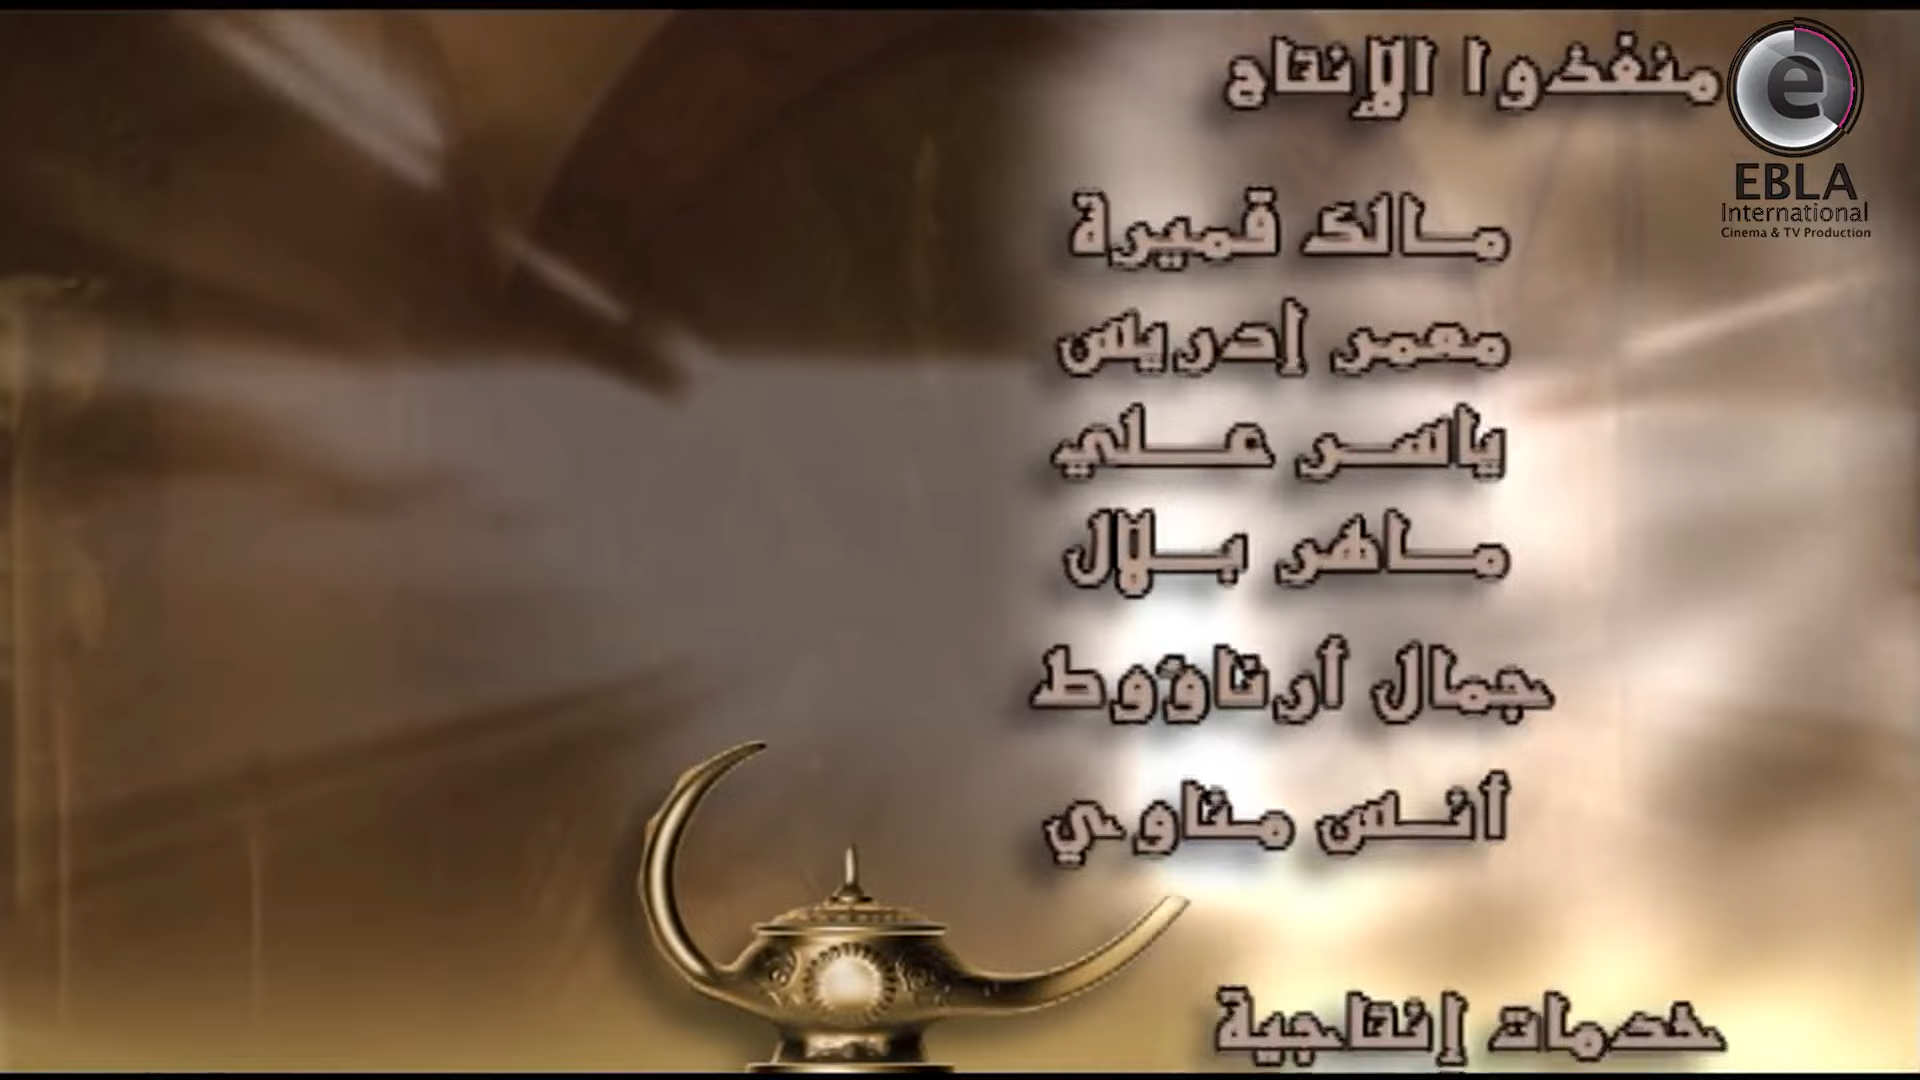 منفذوا الإنتاج
مالك قميرة
معمر إدريس
ياسر علي
ماهر بلال
جمال أرناؤوط
أنس مناوي
خدمات إنتاجية
e
EBLA
International
Cinema & TV Production